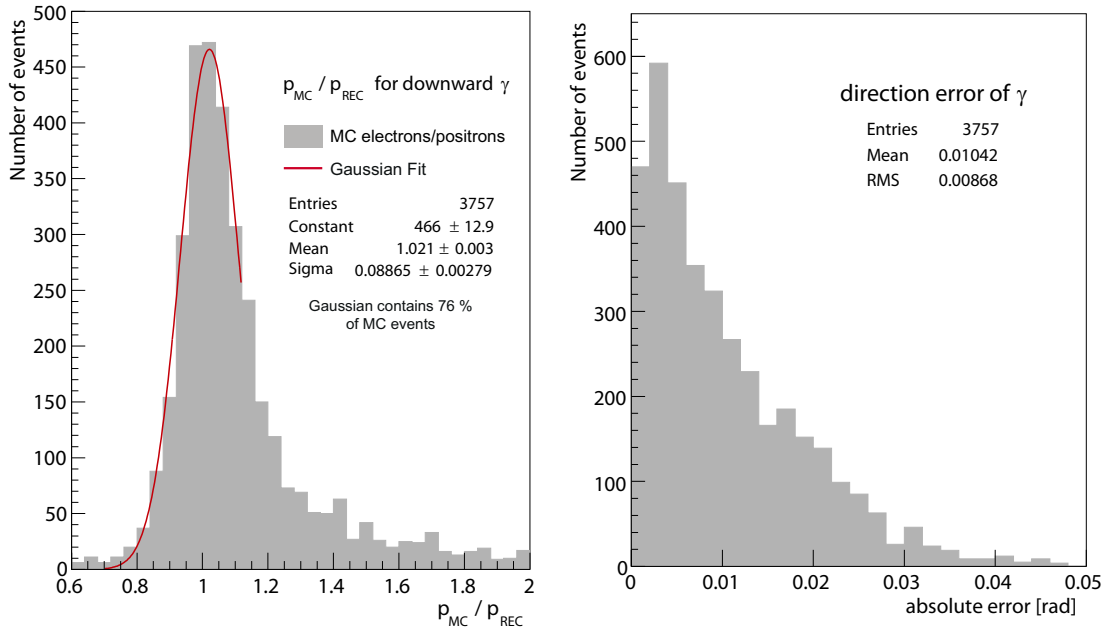 Number of events
500
450
400
350
300
250
200
150
100
50
0
p_MC / p_REC for downward γ
MC electrons/positrons
Gaussian Fit
Entries 3757
Constant 466 ± 12.9
Mean 1.021 ± 0.003
Sigma 0.08865 ± 0.00279
Gaussian contains 76 %
of MC events
0.6 0.8 1 1.2 1.4 1.6 1.8 2
p_MC / p_REC
Number of events
600
500
400
300
200
100
0
direction error of γ
Entries 3757
Mean 0.01042
RMS 0.00868
0 0.01 0.02 0.03 0.04 0.05
absolute error [rad]